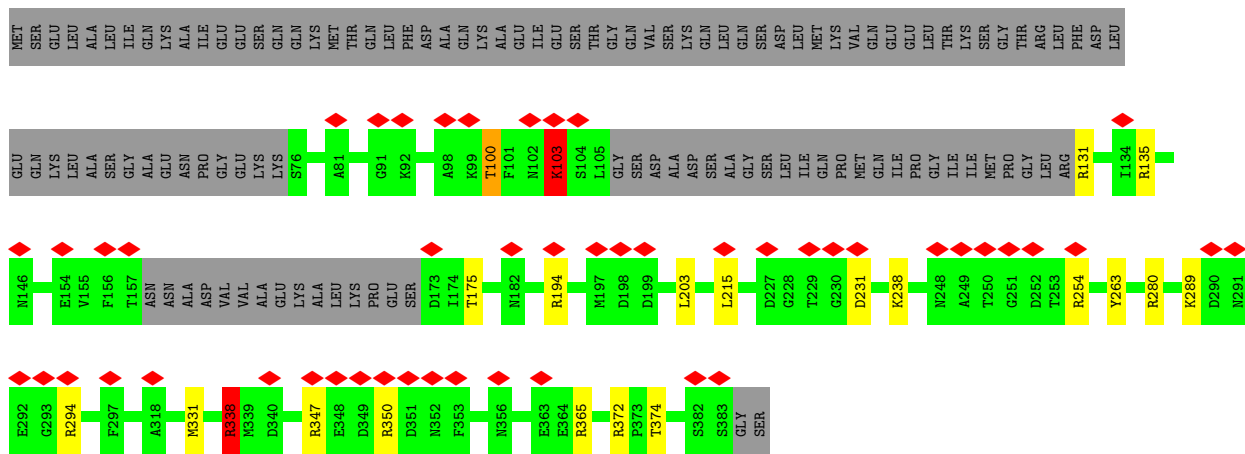 MET SER GLU LEU ALA LEU ILE GLN LYS ALA ILE GLU GLU SER GLN GLN LYS MET THR GLN LEU PHE ASP ALA GLN LYS ALA GLU ILE GLU SER THR GLY GLN VAL SER LYS GLN LEU GLN SER ASP LEU MET LYS VAL GLN GLU GLU LEU THR LYS SER GLY THR ARG LEU PHE ASP LEU
GLU GLN LYS LEU ALA SER GLY ALA GLU ASN PRO GLY GLU LYS LYS S76 A81 G91 K92 A98 K99 T100 F101 N102 K103 S104 L105 GLY SER ASP ALA ASP SER ALA GLY SER LEU ILE GLN PRO MET GLN ILE PRO GLY ILE ILE MET PRO GLY LEU ARG R131 I134 R135
N146 E154 V155 F156 T157 ASN ASN ALA ASP VAL VAL ALA GLU LYS ALA LEU LYS PRO GLU SER D173 I174 T175 N182 R194 M197 D198 D199 L203 L215 D227 G228 T229 G230 D231 K238 N248 A249 T250 G251 D252 T253 R254 Y263 R280 K289 D290 N291
E292 G293 R294 F297 A318 M331 R338 M339 D340 R347 E348 D349 R350 D351 N352 F353 N356 E363 E364 R365 R372 P373 T374 S382 S383 GLY SER